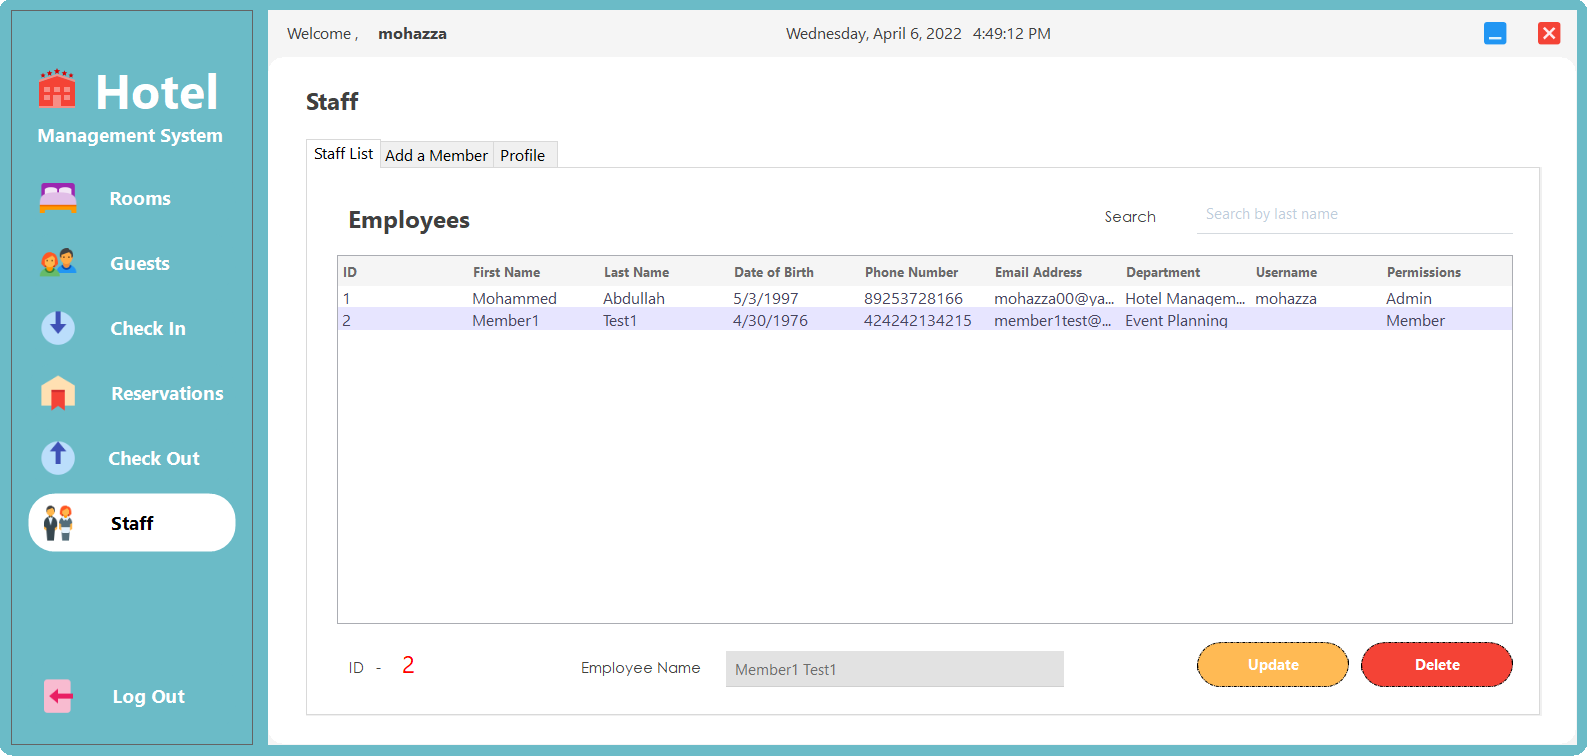 Welcome , mohazza Wednesday, April 6, 2022 4:49:12 PM
Hotel
Management System
Rooms
Guests
Check In
Reservations
Check Out
Staff
Log Out
Staff
Staff List Add a Member Profile
Employees Search Search by last name
ID First Name Last Name Date of Birth Phone Number Email Address Department Username Permissions
1 Mohammed Abdullah 5/3/1997 89253728166 mohazza00@ya... Hotel Managem... mohazza Admin
2 Member1 Test1 4/30/1976 424242134215 member1test@... Event Planning Member
ID - 2 Employee Name Member1 Test1 Update Delete